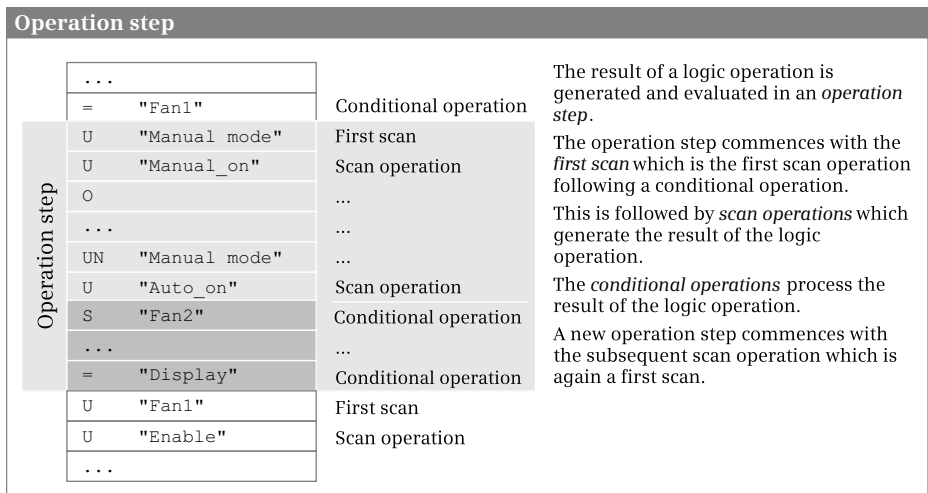 Operation step
...
= "Fan1" Conditional operation
U "Manual mode" First scan
U "Manual_on" Scan operation
O ...
... ...
UN "Manual mode" ...
U "Auto_on" Scan operation
S "Fan2" Conditional operation
... ...
= "Display" Conditional operation
U "Fan1" First scan
U "Enable" Scan operation
...
Operation step
The result of a logic operation is
generated and evaluated in an operation
step.
The operation step commences with the
first scan which is the first scan operation
following a conditional operation.
This is followed by scan operations which
generate the result of the logic
operation.
The conditional operations process the
result of the logic operation.
A new operation step commences with
the subsequent scan operation which is
again a first scan.